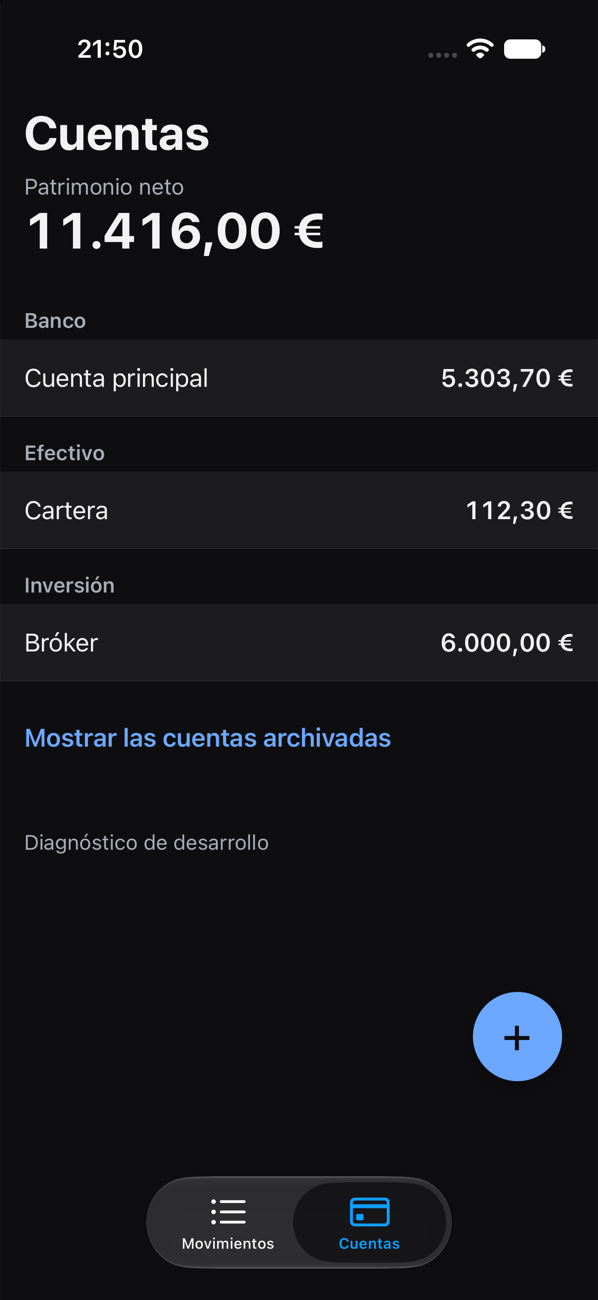 21:50
Cuentas
Patrimonio neto
11.416,00 €
Banco
Cuenta principal 5.303,70 €
Efectivo
Cartera 112,30 €
Inversión
Bróker 6.000,00 €
Mostrar las cuentas archivadas
Diagnóstico de desarrollo
+
Movimientos Cuentas